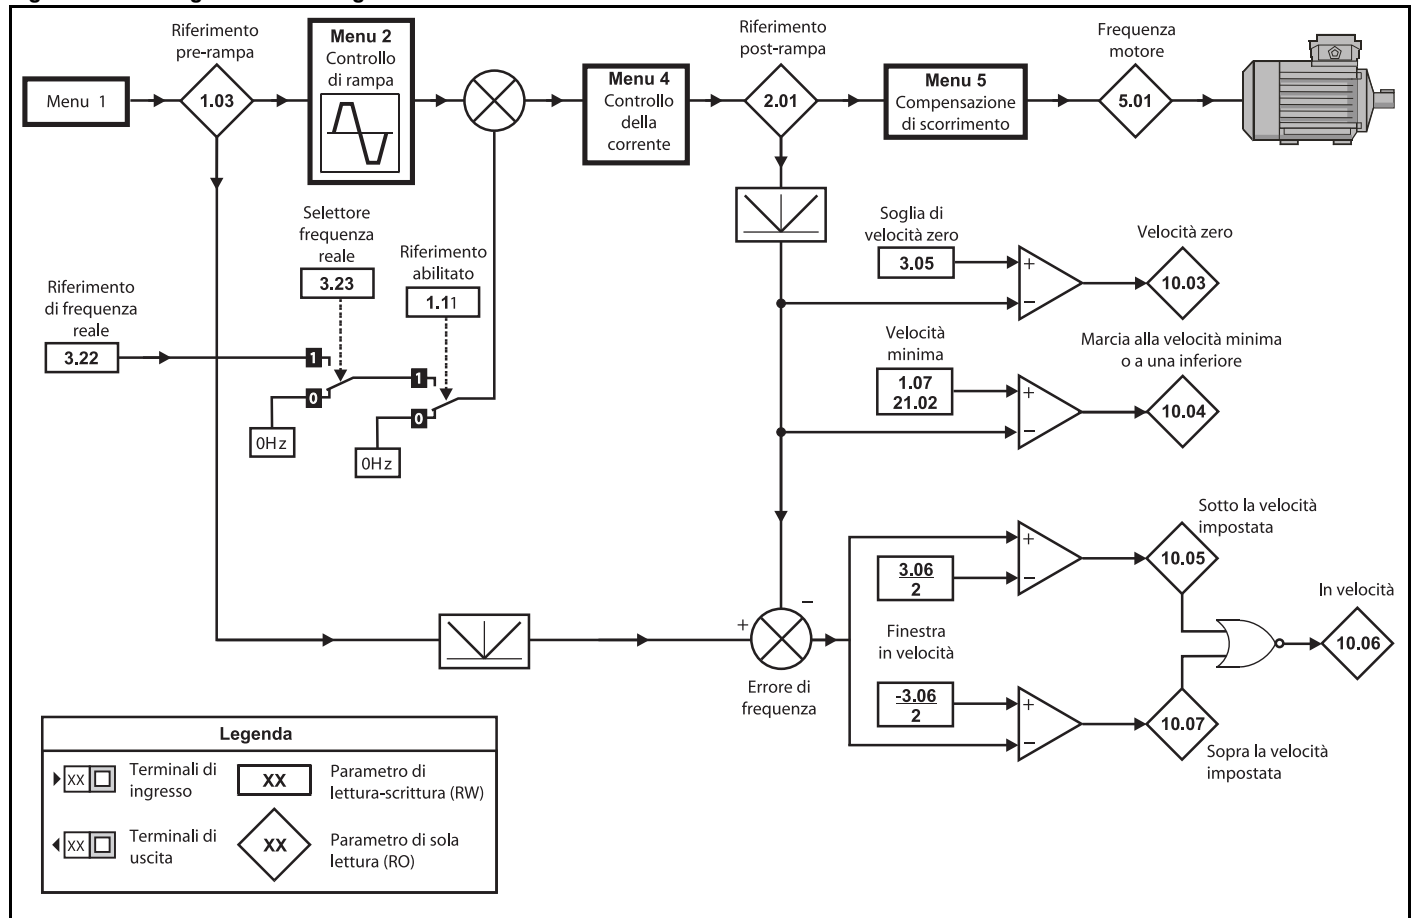 Menu 1
Riferimento
pre-rampa
1.03
Menu 2
Controllo
di rampa
Menu 4
Controllo
della
corrente
Riferimento
post-rampa
2.01
Menu 5
Compensazione
di scorrimento
Frequenza
motore
5.01
Selettore
frequenza
reale
3.23
Riferimento
abilitato
1.11
Riferimento
di frequenza
reale
3.22
1
0
0Hz
1
0
0Hz
Soglia di
velocità zero
3.05
+
−
Velocità zero
10.03
Velocità
minima
1.07
21.02
+
−
Marcia alla velocità minima
o a una inferiore
10.04
+
−
Errore di
frequenza
3.06
2
Finestra
in velocità
-3.06
2
+
−
+
−
Sotto la velocità
impostata
10.05
10.07
Sopra la velocità
impostata
In velocità
10.06
Legenda
XX
Terminali di
ingresso
XX
Parametro di
lettura-scrittura (RW)
XX
Terminali di
uscita
XX
Parametro di sola
lettura (RO)